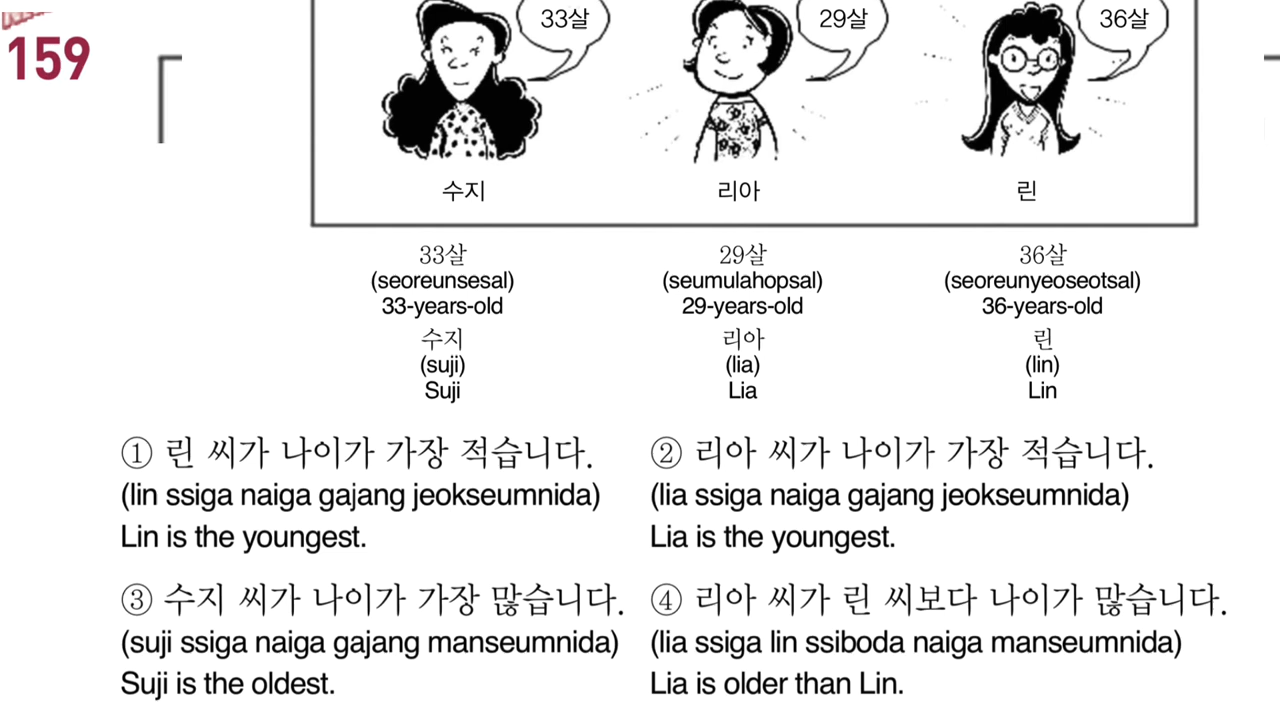 159
33살
29살
36살
수지
리아
린
33살
(seoreunsesal)
33-years-old
29살
(seumulahopsal)
29-years-old
36살
(seoreunyeoseotsal)
36-years-old
수지
(suji)
Suji
리아
(lia)
Lia
린
(lin)
Lin
① 린 씨가 나이가 가장 적습니다.
(lin ssiga naiga gajang jeokseumnida)
Lin is the youngest.
② 리아 씨가 나이가 가장 적습니다.
(lia ssiga naiga gajang jeokseumnida)
Lia is the youngest.
③ 수지 씨가 나이가 가장 많습니다.
(suji ssiga naiga gajang manseumnida)
Suji is the oldest.
④ 리아 씨가 린 씨보다 나이가 많습니다.
(lia ssiga lin ssiboda naiga manseumnida)
Lia is older than Lin.